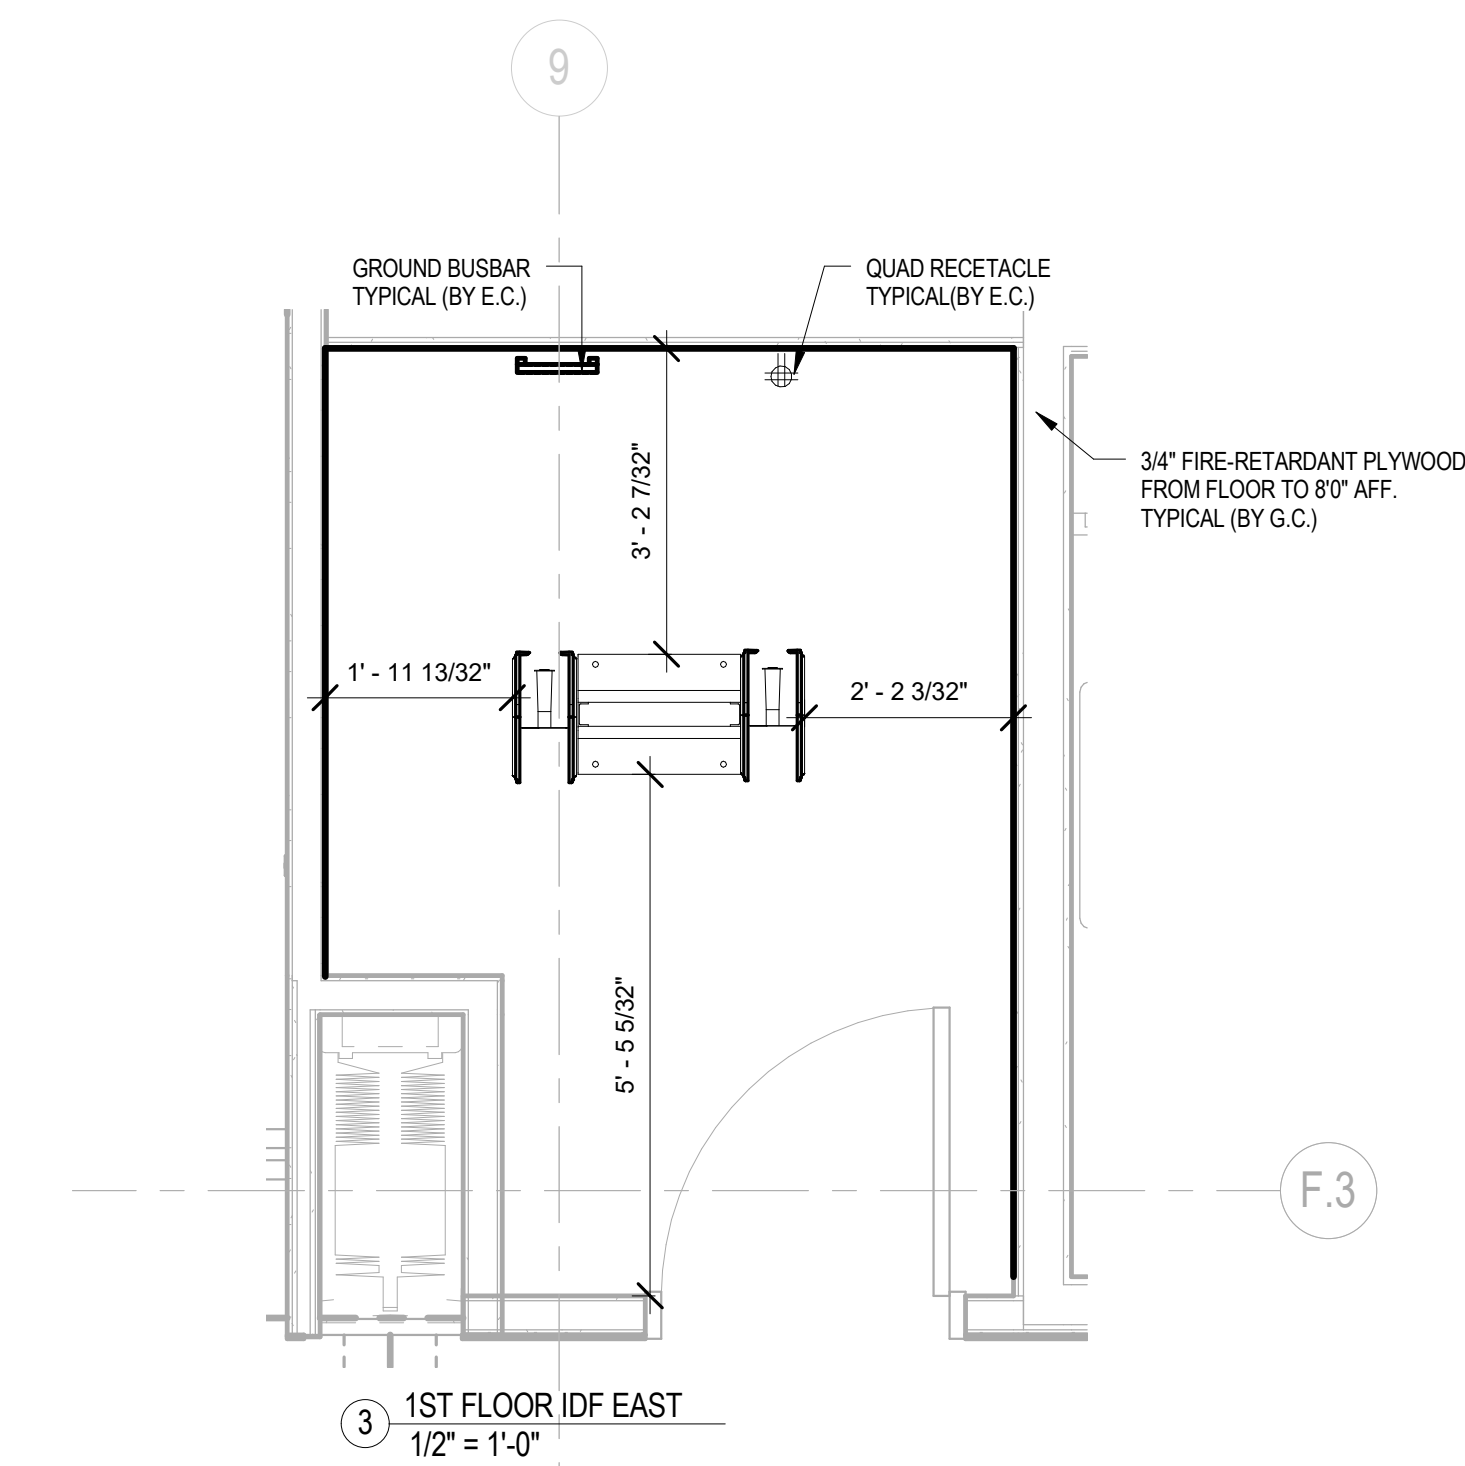 9
GROUND BUSBAR
TYPICAL (BY E.C.)
QUAD RECETACLE
TYPICAL(BY E.C.)
3/4" FIRE-RETARDANT PLYWOOD
FROM FLOOR TO 8'0" AFF.
TYPICAL (BY G.C.)
3' - 2 7/32"
1' - 11 13/32"
2' - 2 3/32"
5' - 5 5/32"
F.3
3
1ST FLOOR IDF EAST
1/2" = 1'-0"